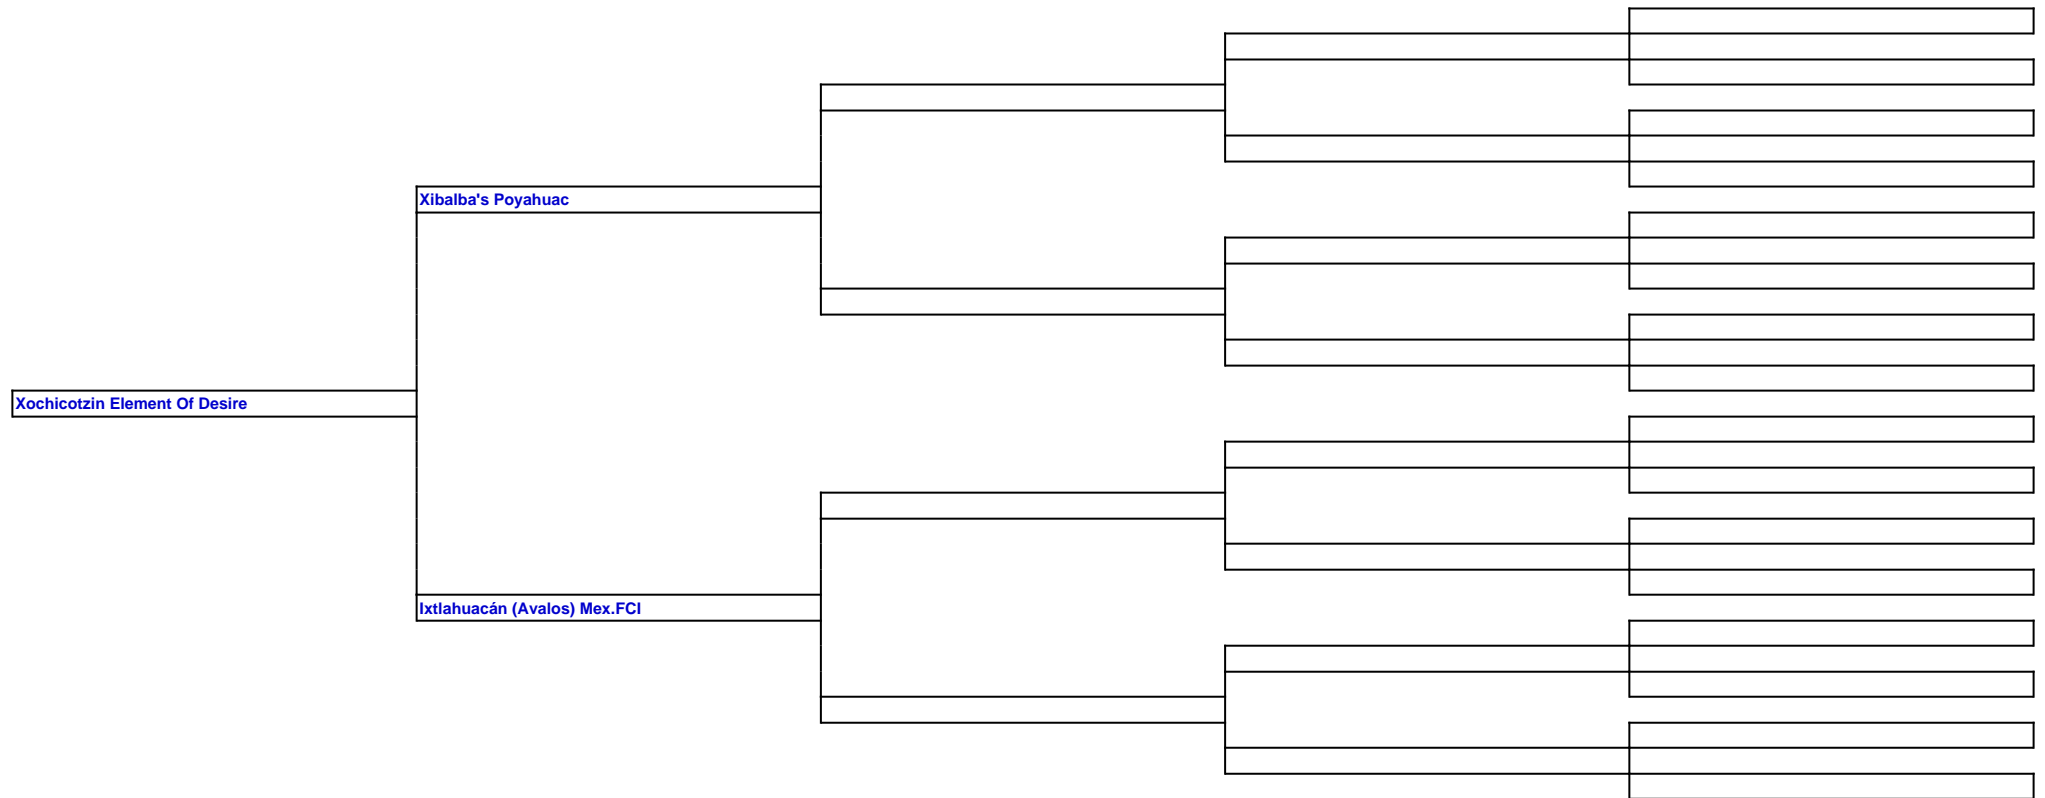 Xibalba's Poyahuac
Xochicotzin Element Of Desire
Ixtlahuacán (Avalos) Mex.FCI